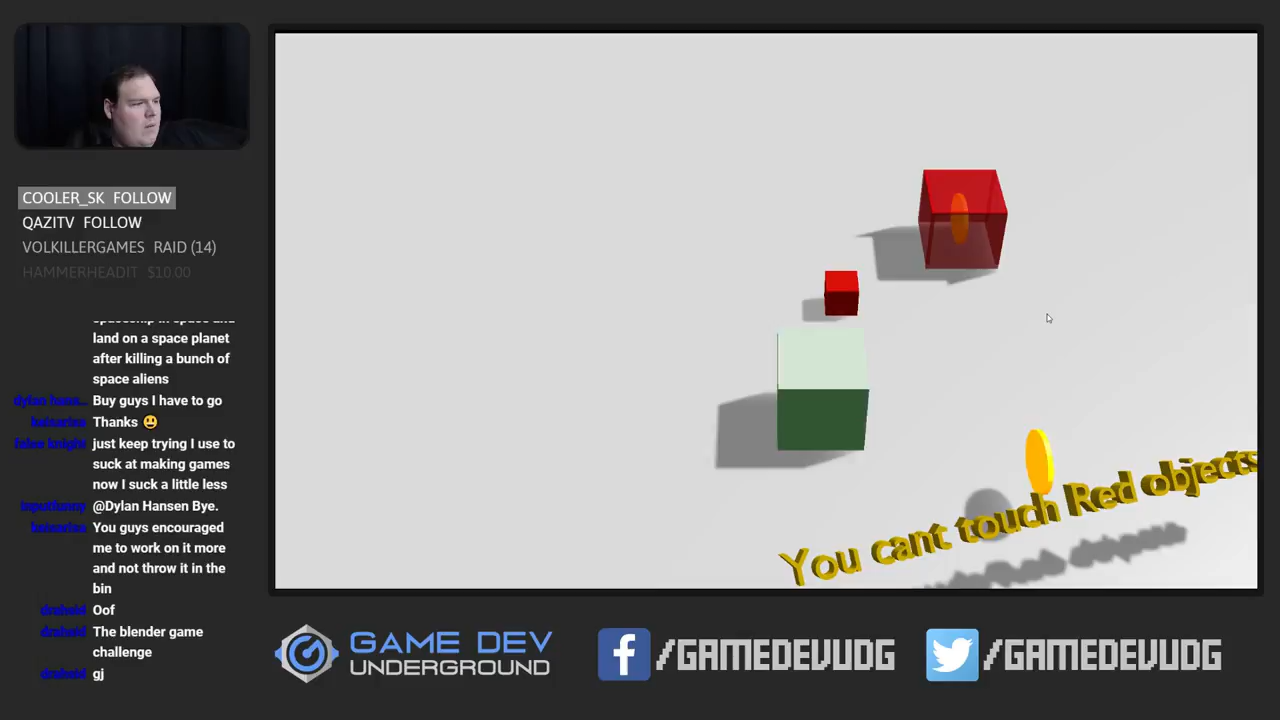 COOLER_SK FOLLOW
QAZITV FOLLOW
VOLKILLERGAMES RAID (14)
HAMMERHEADIT $10.00
land on a space planet
after killing a bunch of
space aliens
Buy guys I have to go
Thanks 😃
just keep trying I use to
suck at making games
now I suck a little less
@Dylan Hansen Bye.
You guys encouraged
me to work on it more
and not throw it in the
bin
Oof
The blender game
challenge
gj
You cant touch Red objects
GAME DEV
UNDERGROUND
/GAMEDEVUDG
/GAMEDEVUDG